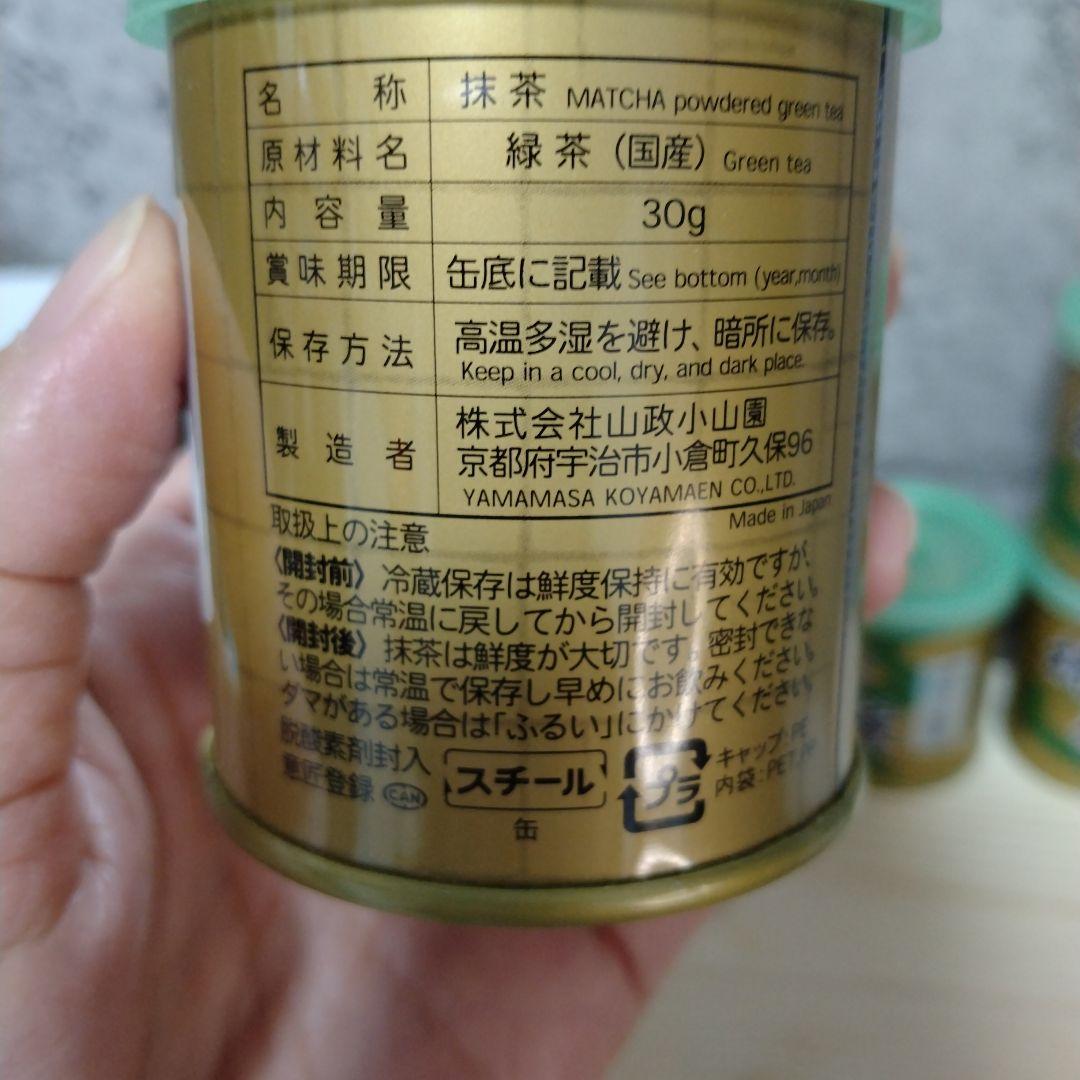 名称 抹茶 MATCHA powdered green tea
原材料名 緑茶（国産） Green tea
内容量 30g
賞味期限 缶底に記載 See bottom (year,month)
保存方法 高温多湿を避け、暗所に保存。
Keep in a cool, dry, and dark place.
製造者 株式会社山政小山園
京都府宇治市小倉町久保96
YAMAMASA KOYAMAEN CO.,LTD.
Made in Japan
取扱上の注意
〈開封前〉 冷蔵保存は鮮度保持に有効ですが、
その場合常温に戻してから開封してください。
〈開封後〉 抹茶は鮮度が大切です。密封できな
い場合は常温で保存し早めにお飲みください。
ダマがある場合は「ふるい」にかけてください。
脱酸素剤封入
意匠登録 CAN
スチール
缶
プラ
キャップ:PE
内袋:PET,PP